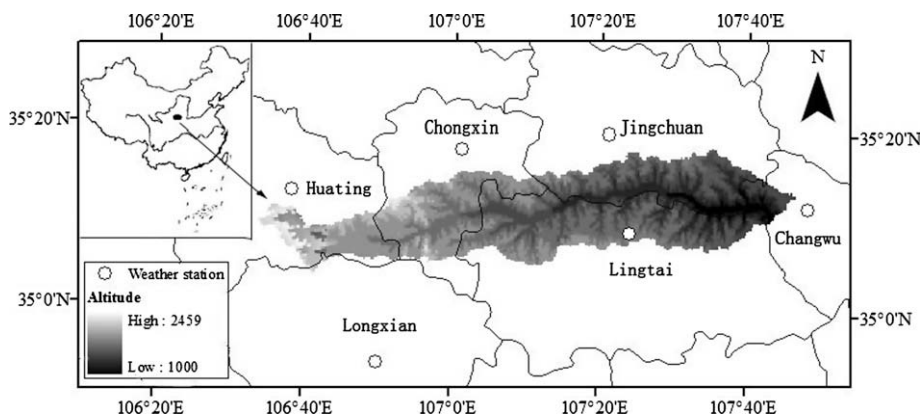 106°20'E 106°40'E 107°0'E 107°20'E 107°40'E
N
35°20'N
35°20'N
Chongxin
Jingchuan
Huating
Changwu
Lingtai
Weather station
Altitude
High : 2459
Low : 1000
35°0'N
35°0'N
Longxian
106°20'E 106°40'E 107°0'E 107°20'E 107°40'E